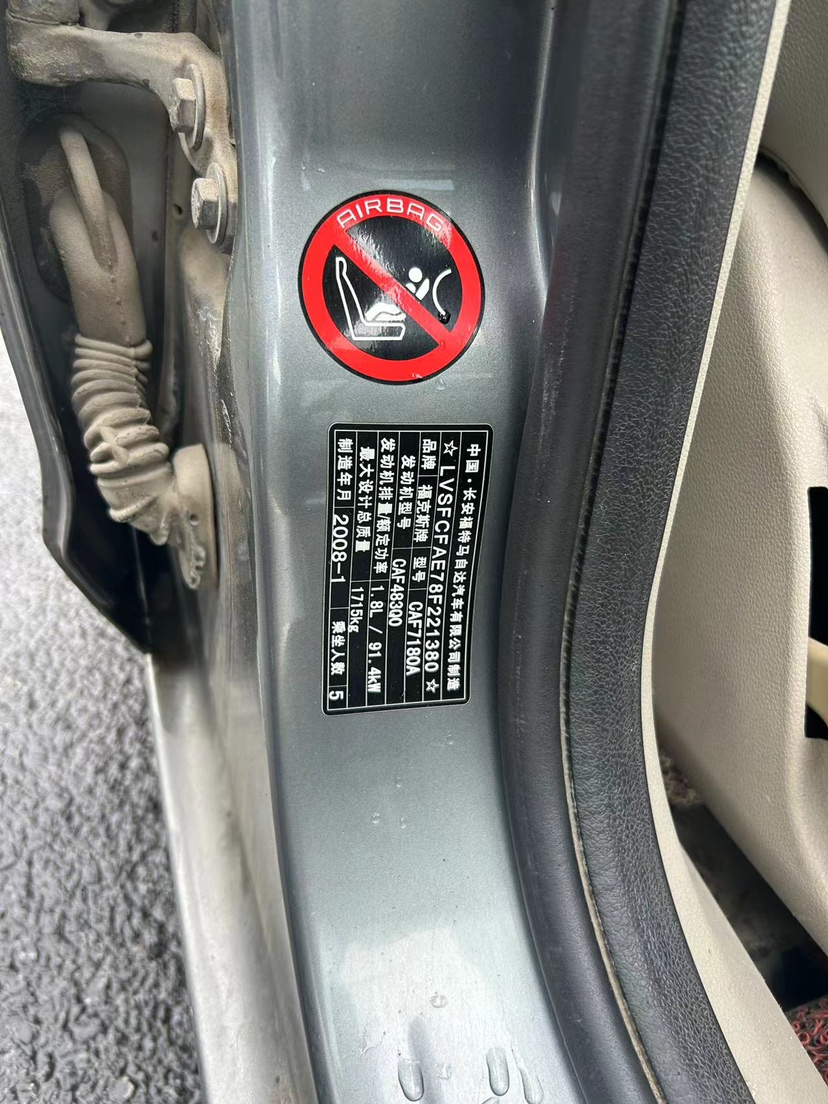 AIRBAG
中国·长安福特马自达汽车有限公司制造
☆LVSFCFAE78F221380☆
品牌 福克斯牌 型号 CAF7180A
发动机型号 CAF483Q0
发动机排量/额定功率 1.8L / 91.4kW
最大设计总质量 1715kg
制造年月 2008-1 乘坐人数 5